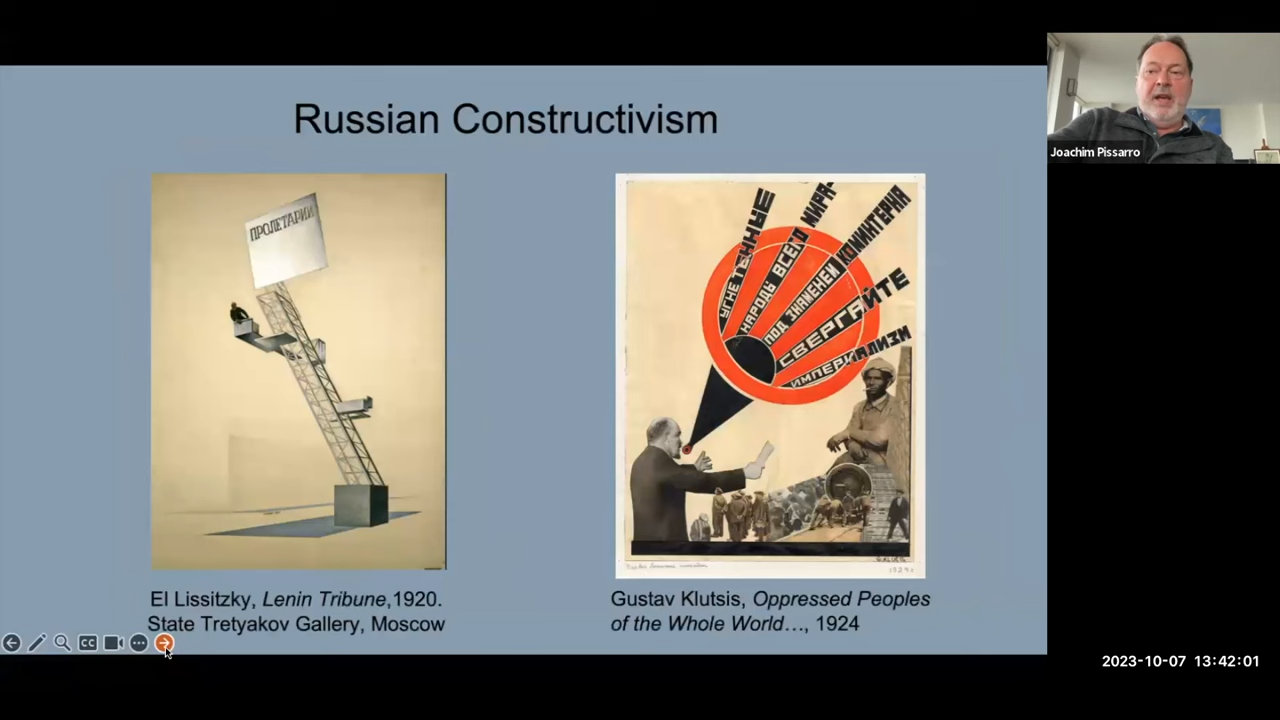 Russian Constructivism
ПРОЛЕТАРИИ
УГНЕТЕННЫЕ
НАРОДЫ ВСЕГО МИРА-
ПОД ЗНАМЕНЕМ КОМИНТЕРНА
СВЕРГАЙТЕ
ИМПЕРИАЛИЗМ
El Lissitzky, Lenin Tribune,1920.
State Tretyakov Gallery, Moscow
Gustav Klutsis, Oppressed Peoples
of the Whole World…, 1924
CC
Joachim Pissarro
2023-10-07 13:42:01